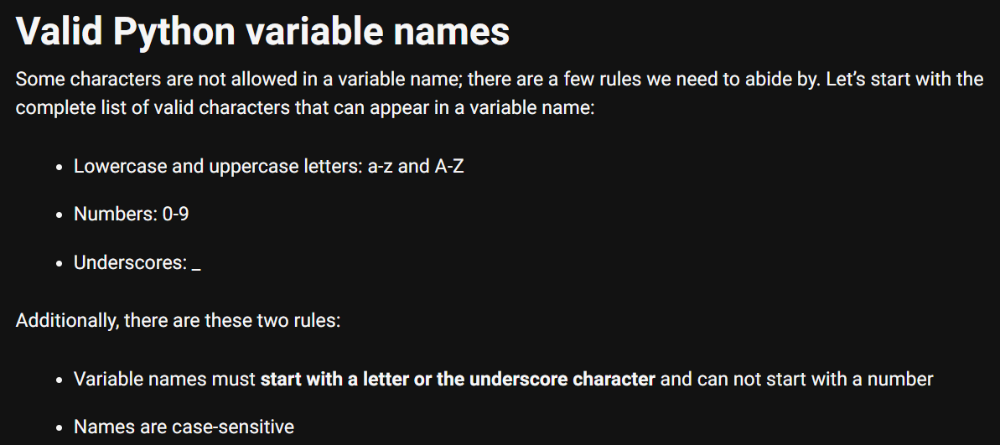 Valid Python variable names
Some characters are not allowed in a variable name; there are a few rules we need to abide by. Let’s start with the
complete list of valid characters that can appear in a variable name:
• Lowercase and uppercase letters: a-z and A-Z
• Numbers: 0-9
• Underscores: _
Additionally, there are these two rules:
• Variable names must start with a letter or the underscore character and can not start with a number
• Names are case-sensitive